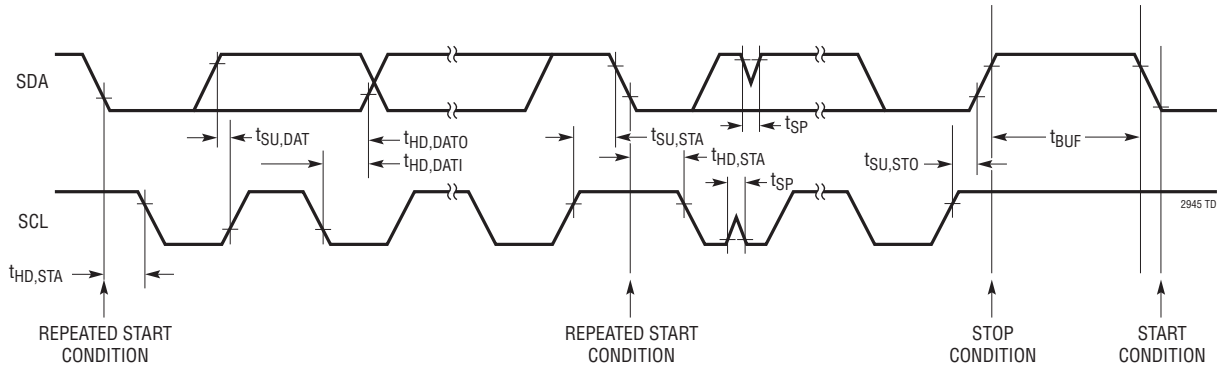 SDA
tSU,DAT
tHD,DATO
tHD,DATI
tSU,STA
tHD,STA
tSP
tSP
tSU,STO
tBUF
SCL
2945 TD
tHD,STA
REPEATED START
CONDITION
REPEATED START
CONDITION
STOP
CONDITION
START
CONDITION